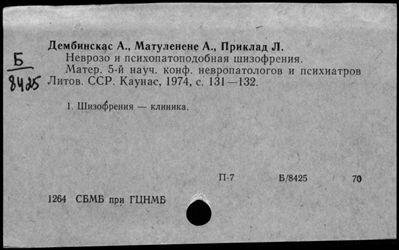 Дембинскас А., Матуленене А., Приклад Л.
Неврозо и психопатоподобная шизофрения.
Матер. 5-й науч. конф. невропатологов и психиатров
Литов. ССР. Каунас, 1974, с. 131—132.
Б
8425
1. Шизофрения — клиника.
П-7 Б/8425 70
1264 СБМБ при ГЦНМБ